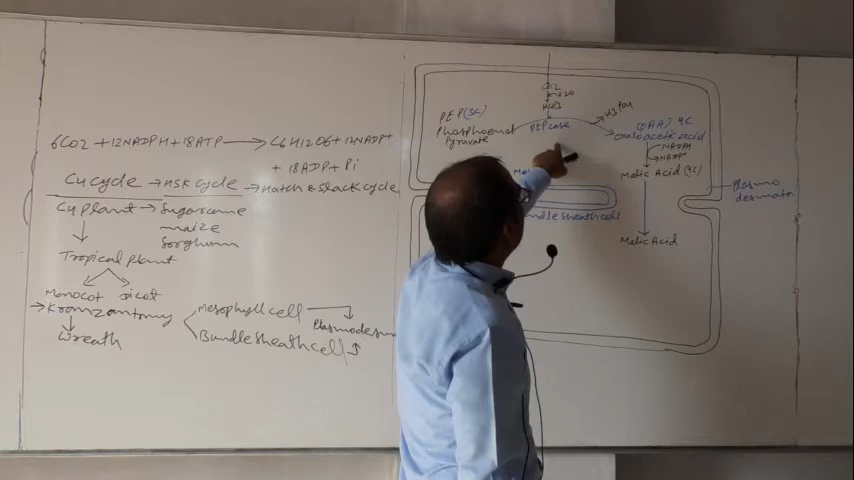 6CO2 + 12NADPH + 18ATP → C6H12O6 + 12NADP+
+ 18ADP + Pi
C4 cycle → HSK cycle → Hatch & Slack cycle
C4 Plant → Sugarcane
maize
Sorghum
Tropical plant
Monocot Dicot
→ Kranz anatomy
Wreath
Mesophyll cell
Bundle sheath cell
CO2
H2O
HCO3
PEP (3C)
Phosphoenol
Pyruvate
PEPcase
H3PO4
(OAA) 4C
oxaloacetic acid
NADPH
NADP+
Malic Acid (4C)
Plasmo
desmata
ndle sheath cell
Malic Acid